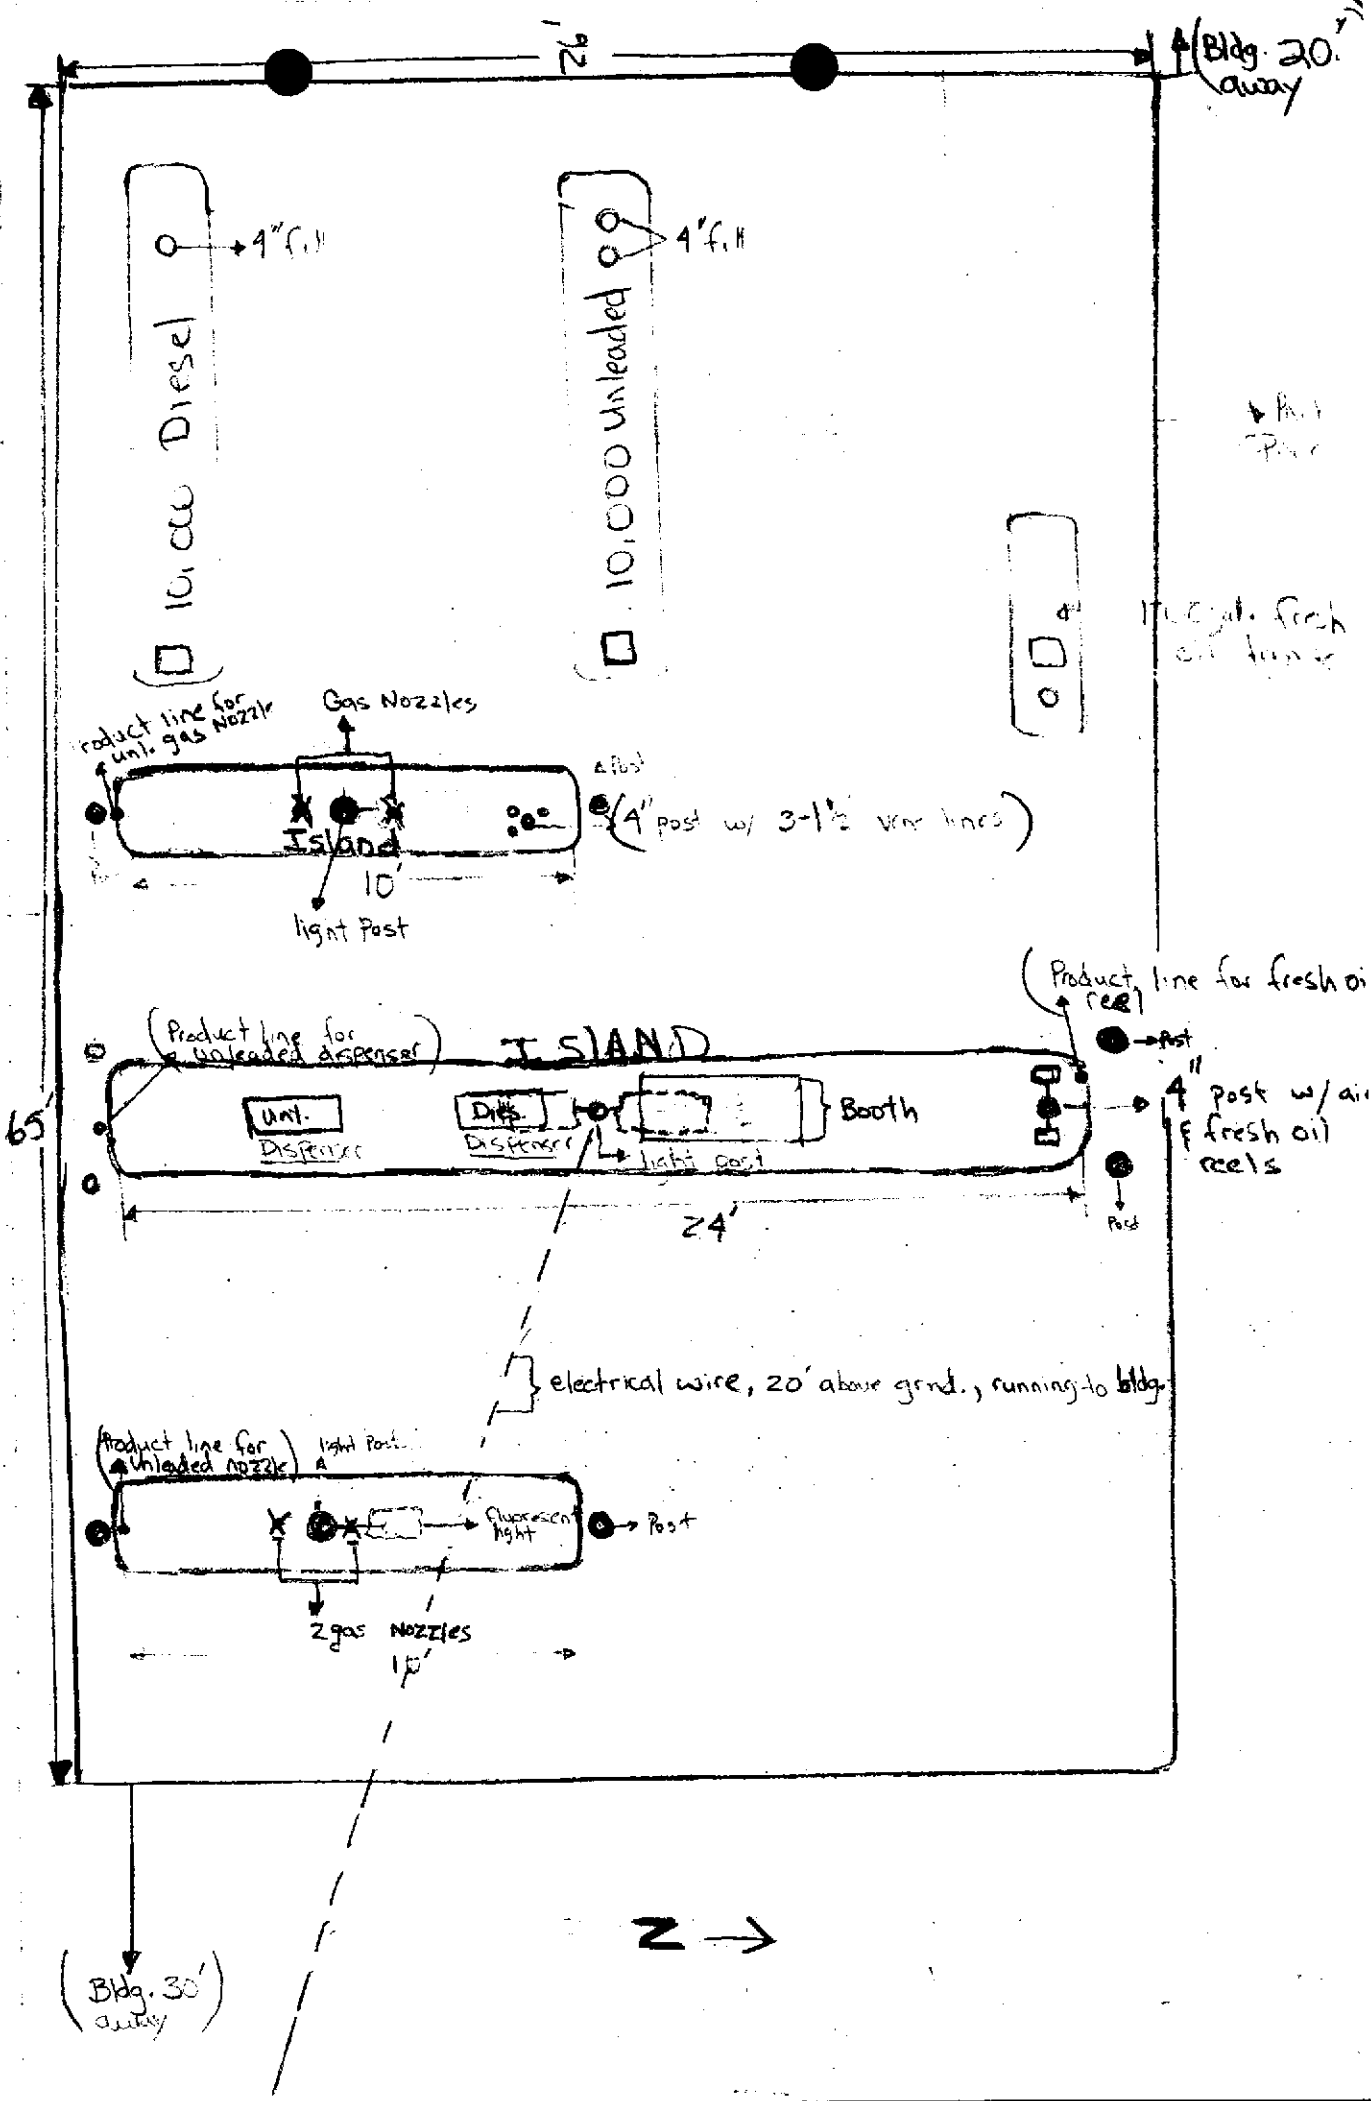 26'
(Bldg. 20'
away
4" fill
4" fill
10,000 Diesel
10,000 Unleaded
fresh
oil
Product line for
unl. gas Nozzle
Gas Nozzles
Post
(4" post w/ 3-1½ vent lines)
Island
10'
light Post
(Product line for fresh oil
reel
Post
(Product line for
unleaded dispenser)
ISLAND
65'
Unl.
Dispenser
Dies.
Dispenser
Booth
light post
4" post w/ air
& fresh oil
reels
Post
24'
electrical wire, 20' above grnd., running to bldg.
(Product line for
unleaded nozzle)
light Post
fluorescent
light
Post
2 gas Nozzles
10'
N →
(Bldg. 30'
away)